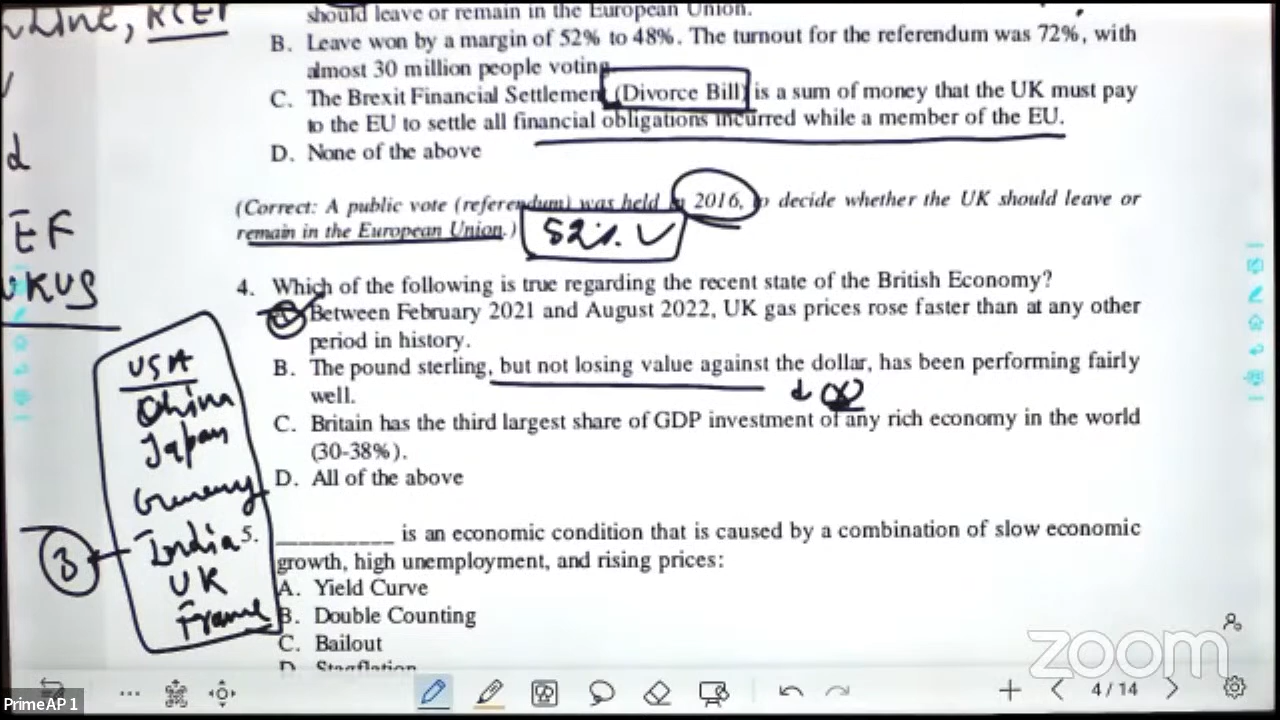 should leave or remain in the European Union.
B. Leave won by a margin of 52% to 48%. The turnout for the referendum was 72%, with
almost 30 million people voting
C. The Brexit Financial Settlement (Divorce Bill) is a sum of money that the UK must pay
to the EU to settle all financial obligations incurred while a member of the EU.
D. None of the above
(Correct: A public vote (referendum) was held in 2016, to decide whether the UK should leave or
remain in the European Union.)
52%
4. Which of the following is true regarding the recent state of the British Economy?
Between February 2021 and August 2022, UK gas prices rose faster than at any other
period in history.
B. The pound sterling, but not losing value against the dollar, has been performing fairly
well.
C. Britain has the third largest share of GDP investment of any rich economy in the world
(30-38%).
D. All of the above
USA
China
Japan
Germany
India
UK
3
5. __________ is an economic condition that is caused by a combination of slow economic
growth, high unemployment, and rising prices:
A. Yield Curve
B. Double Counting
C. Bailout
D. Stagflation
zoom
4/14
PrimeAP 1